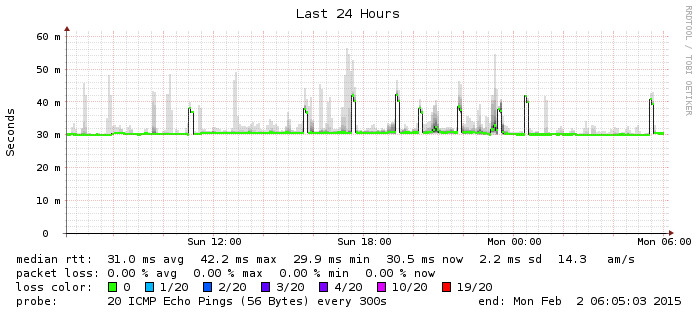 Last 24 Hours
RRDTOOL / TOBI OETIKER
Seconds
60 m
50 m
40 m
30 m
20 m
10 m
0
Sun 12:00 Sun 18:00 Mon 00:00 Mon 06:00
median rtt: 31.0 ms avg 42.2 ms max 29.9 ms min 30.5 ms now 2.2 ms sd 14.3 am/s
packet loss: 0.00 % avg 0.00 % max 0.00 % min 0.00 % now
loss color: 0 1/20 2/20 3/20 4/20 10/20 19/20
probe: 20 ICMP Echo Pings (56 Bytes) every 300s end: Mon Feb 2 06:05:03 2015